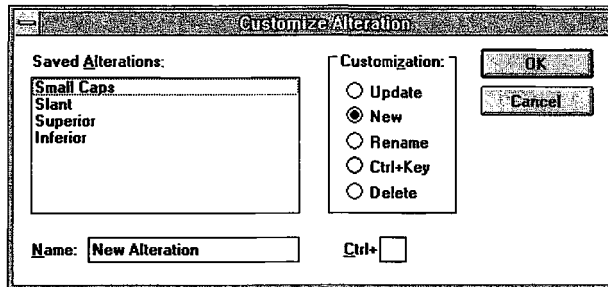 Customize Alteration
Saved Alterations:
Small Caps
Slant
Superior
Inferior
Customization:
Update
New
Rename
Ctrl+Key
Delete
OK
Cancel
Name: New Alteration
Ctrl+